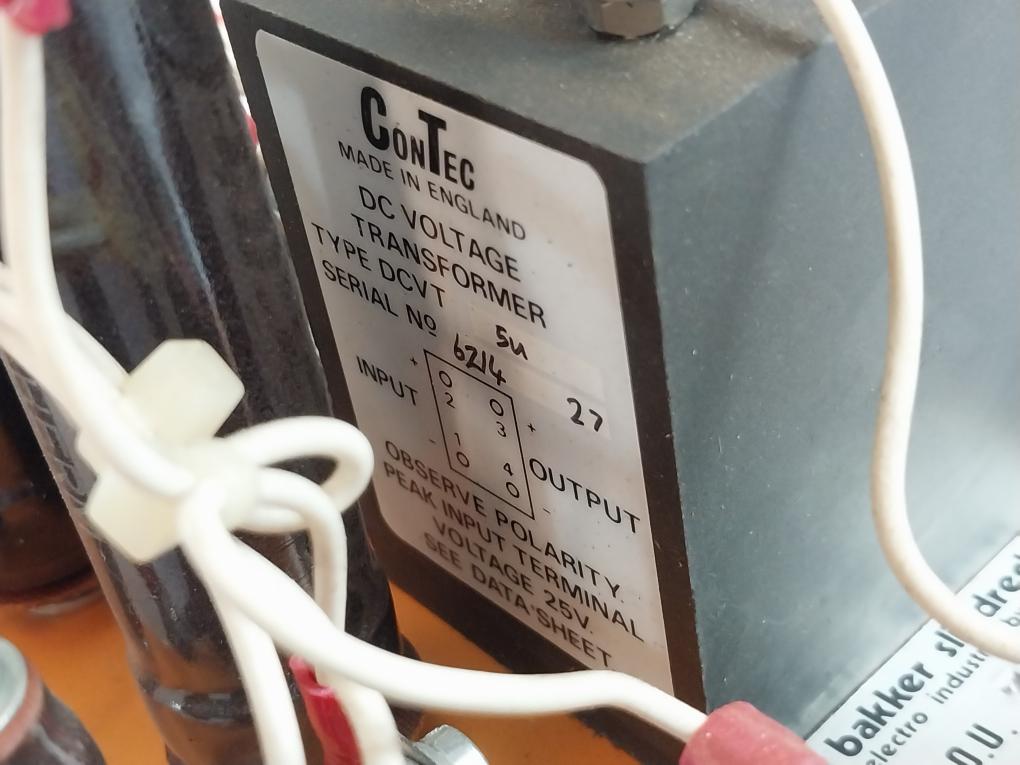 CONTEC
MADE IN ENGLAND
DC VOLTAGE
TRANSFORMER
TYPE DCVT 5u
SERIAL Nº 6214 27
+
INPUT 2 3 +
- 1 4 OUTPUT
-
OBSERVE POLARITY
PEAK INPUT TERMINAL
VOLTAGE 25V.
SEE DATA SHEET
bakker
electro